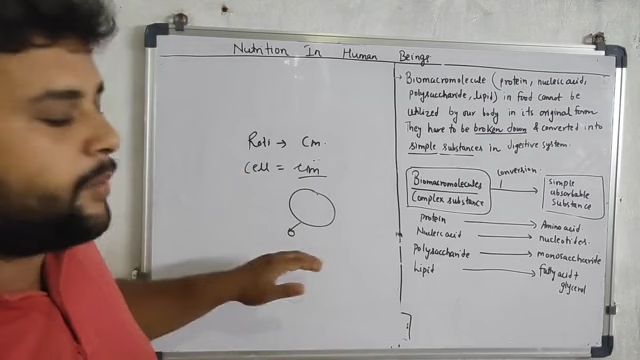 Nutrition In Human Beings
Roti → cm.
Cell =
Biomacromolecule (protein, nucleic acid,
polysaccharide, lipid) in food cannot be
utilized by our body in its original form
They have to be broken down & converted into
simple substances in digestive system.
conversion
Biomacromolecules
Complex substance
simple
absorbable
substance
protein → Amino acid
Nucleic acid → nucleotides.
Polysaccharide → monosaccharide
Lipid → fatty acid +
glycerol